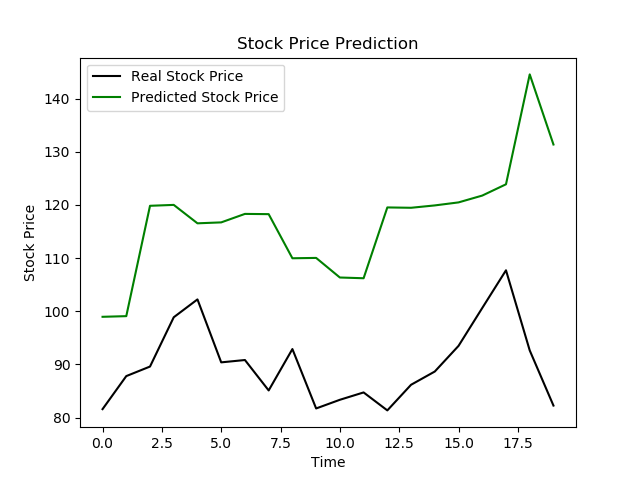 Stock Price Prediction
Real Stock Price
Predicted Stock Price
Stock Price
140
130
120
110
100
90
80
0.0 2.5 5.0 7.5 10.0 12.5 15.0 17.5
Time